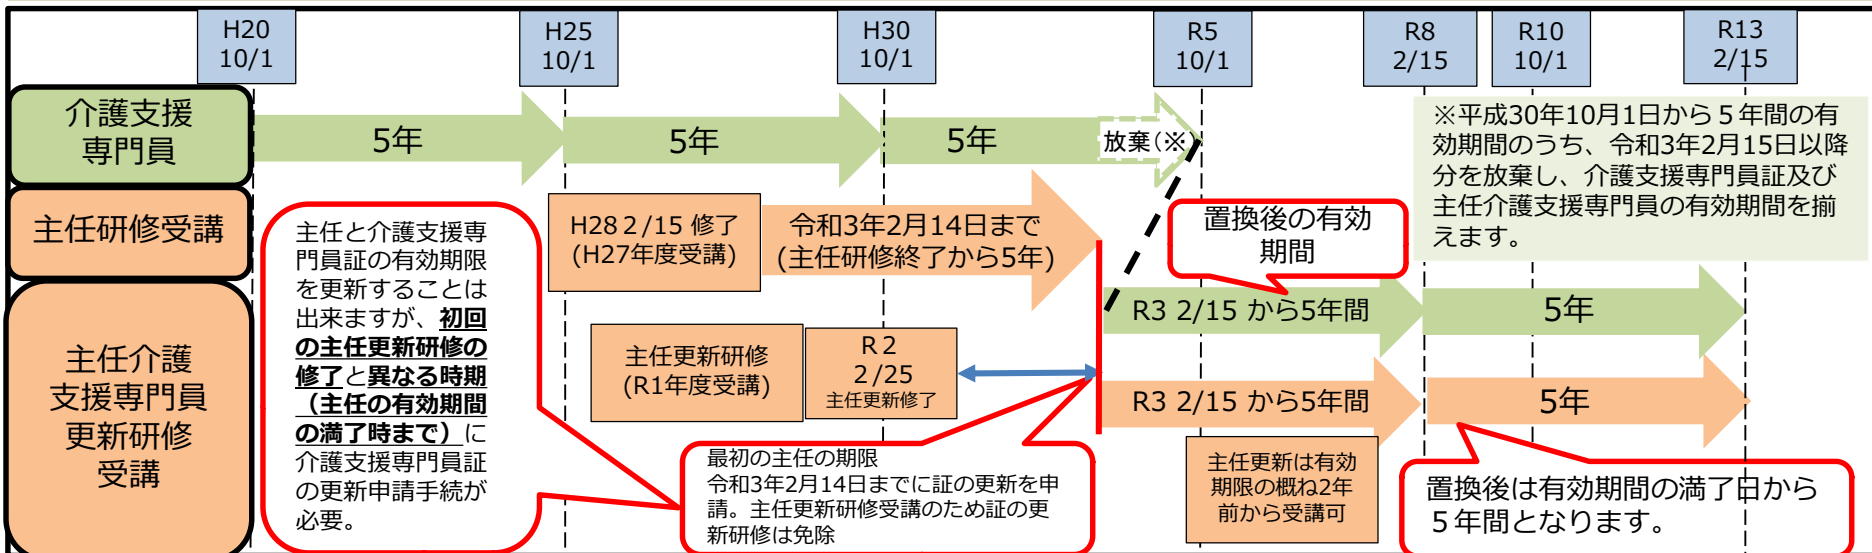 H20
10/1
H25
10/1
H30
10/1
R5
10/1
R8
2/15
R10
10/1
R13
2/15
介護支援
専門員
5年
5年
5年
放棄(※)
※平成30年10月1日から５年間の有
効期間のうち、令和3年2月15日以降
分を放棄し、介護支援専門員証及び
主任介護支援専門員の有効期間を揃
えます。
主任研修受講
主任と介護支援専
門員証の有効期限
を更新することは
出来ますが、初回
の主任更新研修の
修了と異なる時期
（主任の有効期間
の満了時まで）に
介護支援専門員証
の更新申請手続が
必要。
H28 2/15 修了
(H27年度受講)
令和3年2月14日まで
(主任研修終了から5年)
置換後の有効
期間
主任介護
支援専門員
更新研修
受講
主任更新研修
(R1年度受講)
R２
2/25
主任更新修了
R3 2/15 から5年間
5年
R3 2/15 から5年間
5年
最初の主任の期限
令和3年2月14日までに証の更新を申
請。主任更新研修受講のため証の更
新研修は免除
主任更新は有効
期限の概ね2年
前から受講可
置換後は有効期間の満了日から
５年間となります。